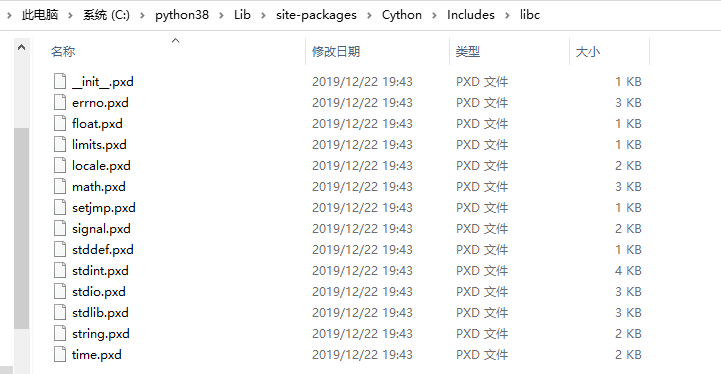 此电脑 > 系统 (C:) > python38 > Lib > site-packages > Cython > Includes > libc
名称 修改日期 类型 大小
__init__.pxd 2019/12/22 19:43 PXD 文件 1 KB
errno.pxd 2019/12/22 19:43 PXD 文件 3 KB
float.pxd 2019/12/22 19:43 PXD 文件 1 KB
limits.pxd 2019/12/22 19:43 PXD 文件 1 KB
locale.pxd 2019/12/22 19:43 PXD 文件 2 KB
math.pxd 2019/12/22 19:43 PXD 文件 3 KB
setjmp.pxd 2019/12/22 19:43 PXD 文件 1 KB
signal.pxd 2019/12/22 19:43 PXD 文件 2 KB
stddef.pxd 2019/12/22 19:43 PXD 文件 1 KB
stdint.pxd 2019/12/22 19:43 PXD 文件 4 KB
stdio.pxd 2019/12/22 19:43 PXD 文件 3 KB
stdlib.pxd 2019/12/22 19:43 PXD 文件 3 KB
string.pxd 2019/12/22 19:43 PXD 文件 2 KB
time.pxd 2019/12/22 19:43 PXD 文件 2 KB